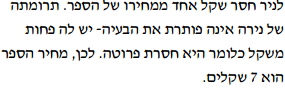 לניר חסר שקל אחד ממחירו של הספר. תרומתה
של נירה אינה פותרת את הבעיה- יש לה פחות
משקל כלומר היא חסרת פרוטה. לכן, מחיר הספר
הוא 7 שקלים.